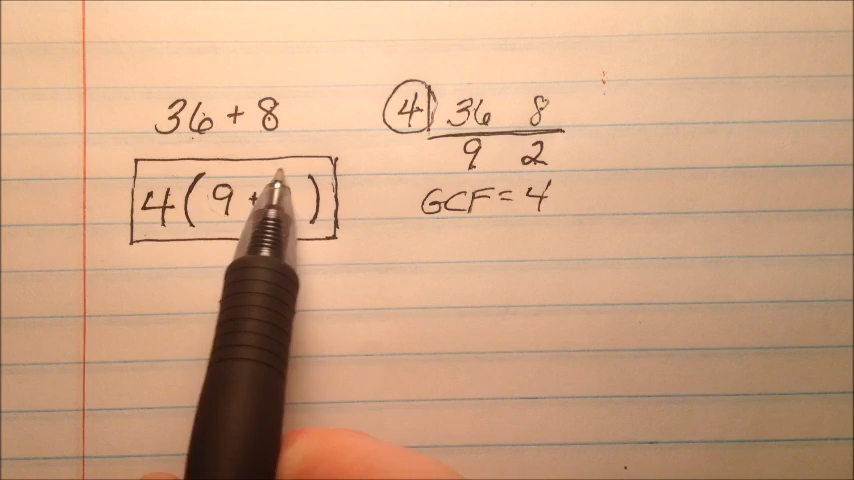 36 + 8
4 ( 9 + )
4 36 8
9 2
GCF = 4